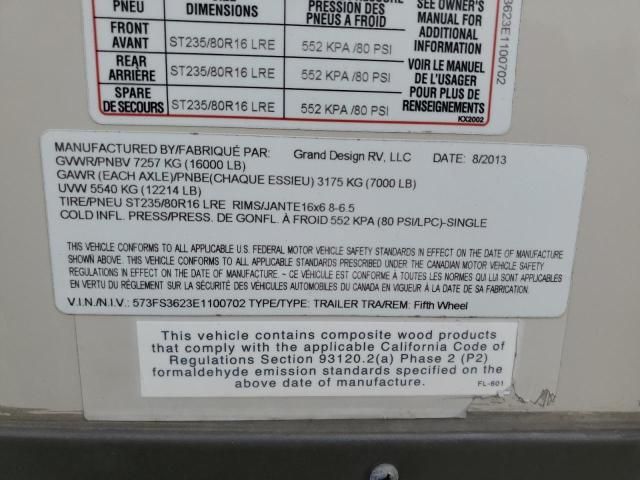 PNEU DIMENSIONS PRESSION DES PNEUS A FROID
SEE OWNER'S
MANUAL FOR
ADDITIONAL
INFORMATION
FRONT
AVANT
ST235/80R16 LRE 552 KPA /80 PSI
REAR
ARRIÈRE
ST235/80R16 LRE 552 KPA /80 PSI
SPARE
DE SECOURS
ST235/80R16 LRE 552 KPA /80 PSI
VOIR LE MANUEL
DE L'USAGER
POUR PLUS DE
RENSEIGNEMENTS
KX2002
3623E1100702
MANUFACTURED BY/FABRIQUÉ PAR: Grand Design RV, LLC DATE: 8/2013
GVWR/PNBV 7257 KG (16000 LB)
GAWR (EACH AXLE)/PNBE(CHAQUE ESSIEU) 3175 KG (7000 LB)
UVW 5540 KG (12214 LB)
TIRE/PNEU ST235/80R16 LRE RIMS/JANTE16x6 8-6.5
COLD INFL. PRESS/PRESS. DE GONFL. À FROID 552 KPA (80 PSI/LPC)-SINGLE
THIS VEHICLE CONFORMS TO ALL APPLICABLE U.S. FEDERAL MOTOR VEHICLE SAFETY STANDARDS IN EFFECT ON THE DATE OF MANUFACTURE
SHOWN ABOVE. THIS VEHICLE CONFORMS TO ALL APPLICABLE STANDARDS PRESCRIBED UNDER THE CANADIAN MOTOR VEHICLE SAFETY
REGULATIONS IN EFFECT ON THE DATE OF MANUFACTURE ~ CE VÉHICULE EST CONFORME À TOUTES LES NORMES QUI LUI SONT APPLICABLES
EN VERTU DU RÉGLEMENT SUR LA SÉCURITÉ DES VÉHICULES AUTOMOBILES DU CANADA EN VIGUEUR À LA DATE DE SA FABRICATION.
V.I.N./N.I.V.: 573FS3623E1100702 TYPE/TYPE: TRAILER TRA/REM: Fifth Wheel
This vehicle contains composite wood products
that comply with the applicable California Code of
Regulations Section 93120.2(a) Phase 2 (P2)
formaldehyde emission standards specified on the
above date of manufacture.
FL-601